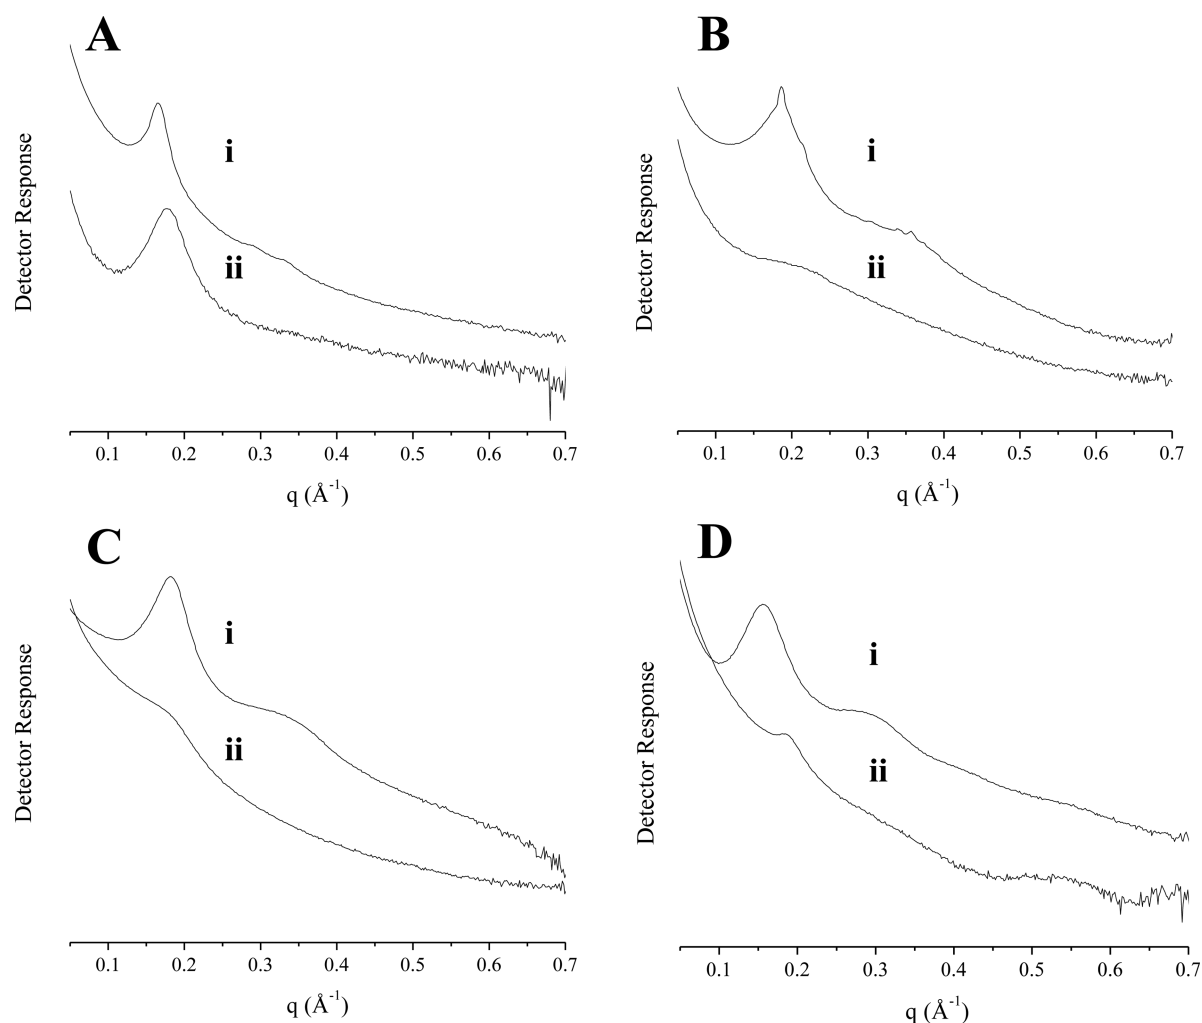 A
Detector Response
i
ii
0.1 0.2 0.3 0.4 0.5 0.6 0.7
q (Å⁻¹)
B
Detector Response
i
ii
0.1 0.2 0.3 0.4 0.5 0.6 0.7
q (Å⁻¹)
C
Detector Response
i
ii
0.1 0.2 0.3 0.4 0.5 0.6 0.7
q (Å⁻¹)
D
Detector Response
i
ii
0.1 0.2 0.3 0.4 0.5 0.6 0.7
q (Å⁻¹)